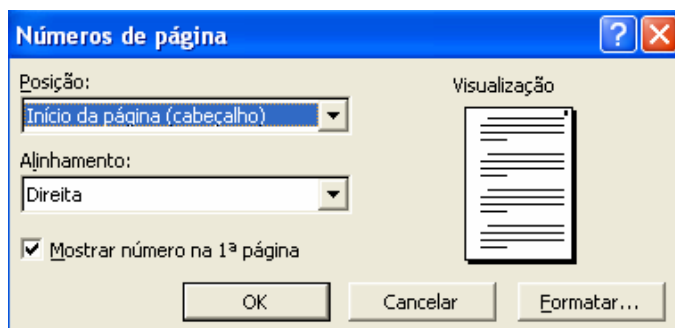 Números de página
Posição:
Visualização
Início da página (cabeçalho)
Alinhamento:
Direita
Mostrar número na 1ª página
OK
Cancelar
Formatar...